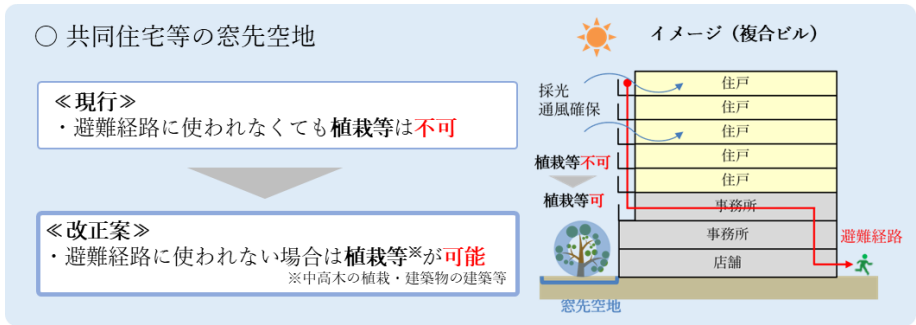 ○ 共同住宅等の窓先空地
≪現行≫
・避難経路に使われなくても植栽等は不可
≪改正案≫
・避難経路に使われない場合は植栽等※が可能
※中高木の植栽・建築物の建築等
イメージ（複合ビル）
採光
通風確保
植栽等不可
植栽等可
住戸
住戸
住戸
住戸
住戸
事務所
事務所
店舗
避難経路
窓先空地